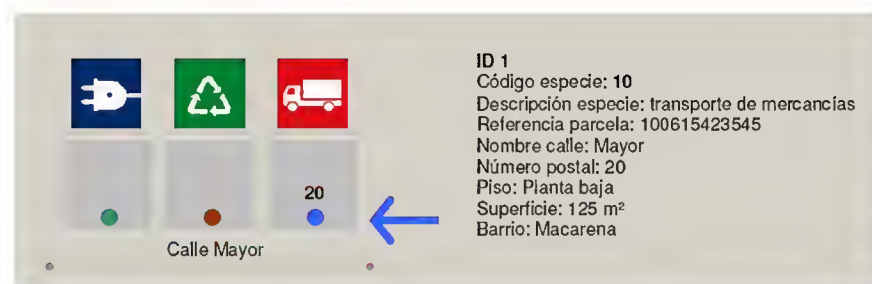 20
Calle Mayor
ID 1
Código especie: 10
Descripción especie: transporte de mercancías
Referencia parcela: 100615423545
Nombre calle: Mayor
Número postal: 20
Piso: Planta baja
Superficie: 125 m²
Barrio: Macarena